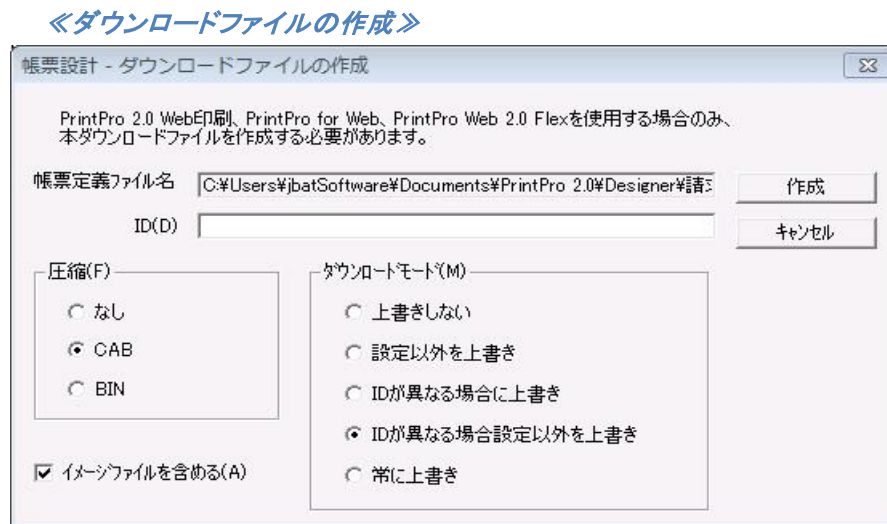 ≪ダウンロードファイルの作成≫
帳票設計 - ダウンロードファイルの作成
PrintPro 2.0 Web印刷、PrintPro for Web、PrintPro Web 2.0 Flexを使用する場合のみ、
本ダウンロードファイルを作成する必要があります。
帳票定義ファイル名 C:¥Users¥jbatSoftware¥Documents¥PrintPro 2.0¥Designer¥請 作成
ID(D) キャンセル
圧縮(F) ダウンロードモード(M)
なし 上書きしない
CAB 設定以外を上書き
BIN IDが異なる場合に上書き
IDが異なる場合設定以外を上書き
イメージファイルを含める(A) 常に上書き